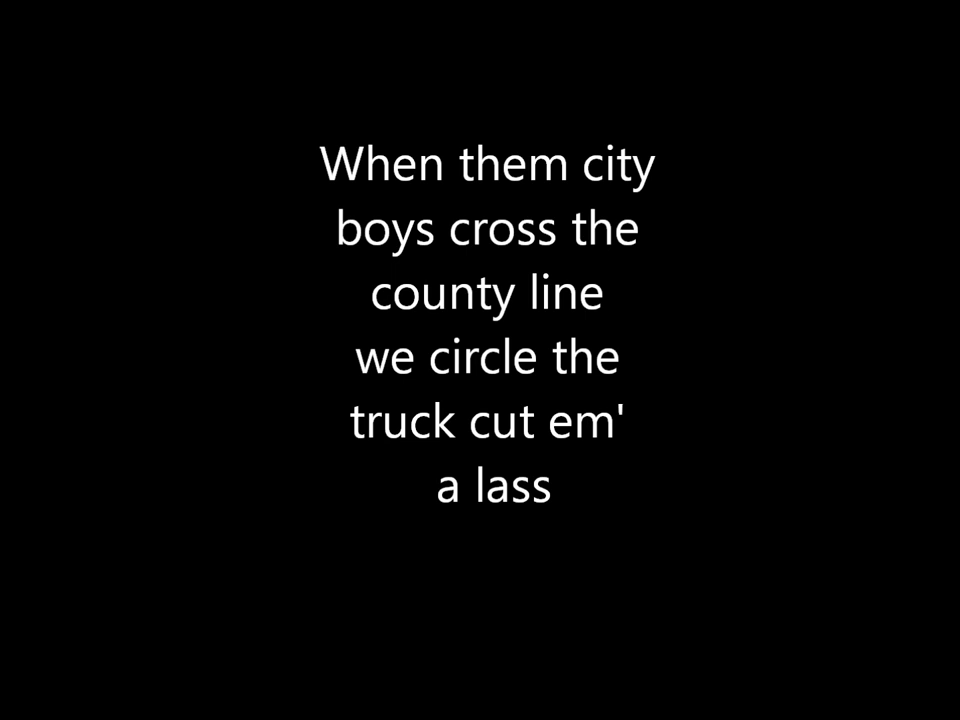 When them city
boys cross the
county line
we circle the
truck cut em'
a lass